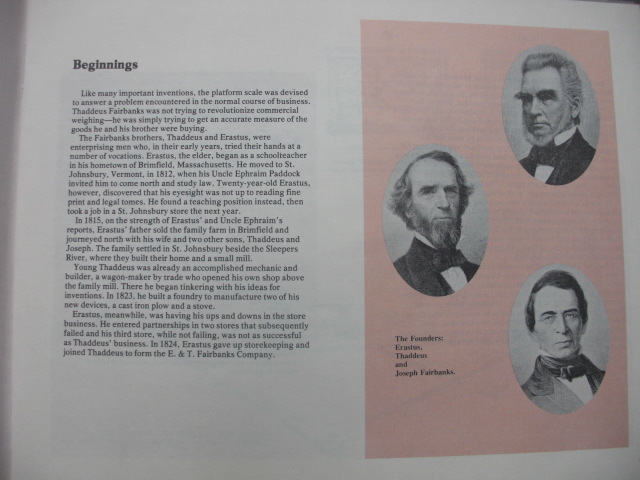 Beginnings
Like many important inventions, the platform scale was devised
to answer a problem encountered in the normal course of business.
Thaddeus Fairbanks was not trying to revolutionize commercial
weighing—he was simply trying to get an accurate measure of the
goods he and his brother were buying.
The Fairbanks brothers, Thaddeus and Erastus, were
enterprising men who, in their early years, tried their hands at a
number of vocations. Erastus, the elder, began as a schoolteacher
in his hometown of Brimfield, Massachusetts. He moved to St.
Johnsbury, Vermont, in 1812, when his Uncle Ephraim Paddock
invited him to come north and study law. Twenty-year-old Erastus,
however, discovered that his eyesight was not up to reading fine
print and legal tomes. He found a teaching position instead, then
took a job in a St. Johnsbury store the next year.
In 1815, on the strength of Erastus' and Uncle Ephraim's
reports, Erastus' father sold the family farm in Brimfield and
journeyed north with his wife and two other sons, Thaddeus and
Joseph. The family settled in St. Johnsbury beside the Sleepers
River, where they built their home and a small mill.
Young Thaddeus was already an accomplished mechanic and
builder, a wagon-maker by trade who opened his own shop above
the family mill. There he began tinkering with his ideas for
inventions. In 1823, he built a foundry to manufacture two of his
new devices, a cast iron plow and a stove.
Erastus, meanwhile, was having his ups and downs in the store
business. He entered partnerships in two stores that subsequently
failed and his third store, while not failing, was not as successful
as Thaddeus' business. In 1824, Erastus gave up storekeeping and
joined Thaddeus to form the E. & T. Fairbanks Company.
The Founders:
Erastus,
Thaddeus
and
Joseph Fairbanks.